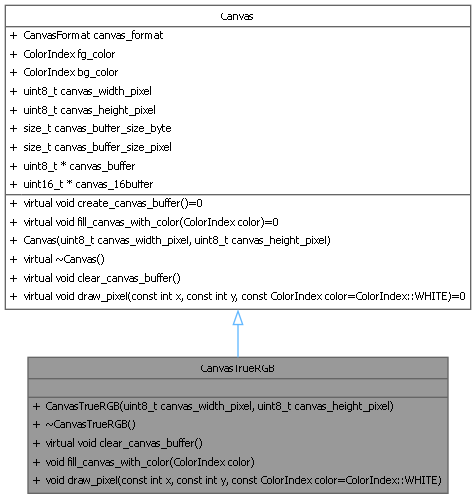 Canvas
+ CanvasFormat canvas_format
+ ColorIndex fg_color
+ ColorIndex bg_color
+ uint8_t canvas_width_pixel
+ uint8_t canvas_height_pixel
+ size_t canvas_buffer_size_byte
+ size_t canvas_buffer_size_pixel
+ uint8_t * canvas_buffer
+ uint16_t * canvas_16buffer
+ virtual void create_canvas_buffer()=0
+ virtual void fill_canvas_with_color(ColorIndex color)=0
+ Canvas(uint8_t canvas_width_pixel, uint8_t canvas_height_pixel)
+ virtual ~Canvas()
+ virtual void clear_canvas_buffer()
+ virtual void draw_pixel(const int x, const int y, const ColorIndex color=ColorIndex::WHITE)=0
CanvasTrueRGB
+ CanvasTrueRGB(uint8_t canvas_width_pixel, uint8_t canvas_height_pixel)
+ ~CanvasTrueRGB()
+ virtual void clear_canvas_buffer()
+ void fill_canvas_with_color(ColorIndex color)
+ void draw_pixel(const int x, const int y, const ColorIndex color=ColorIndex::WHITE)